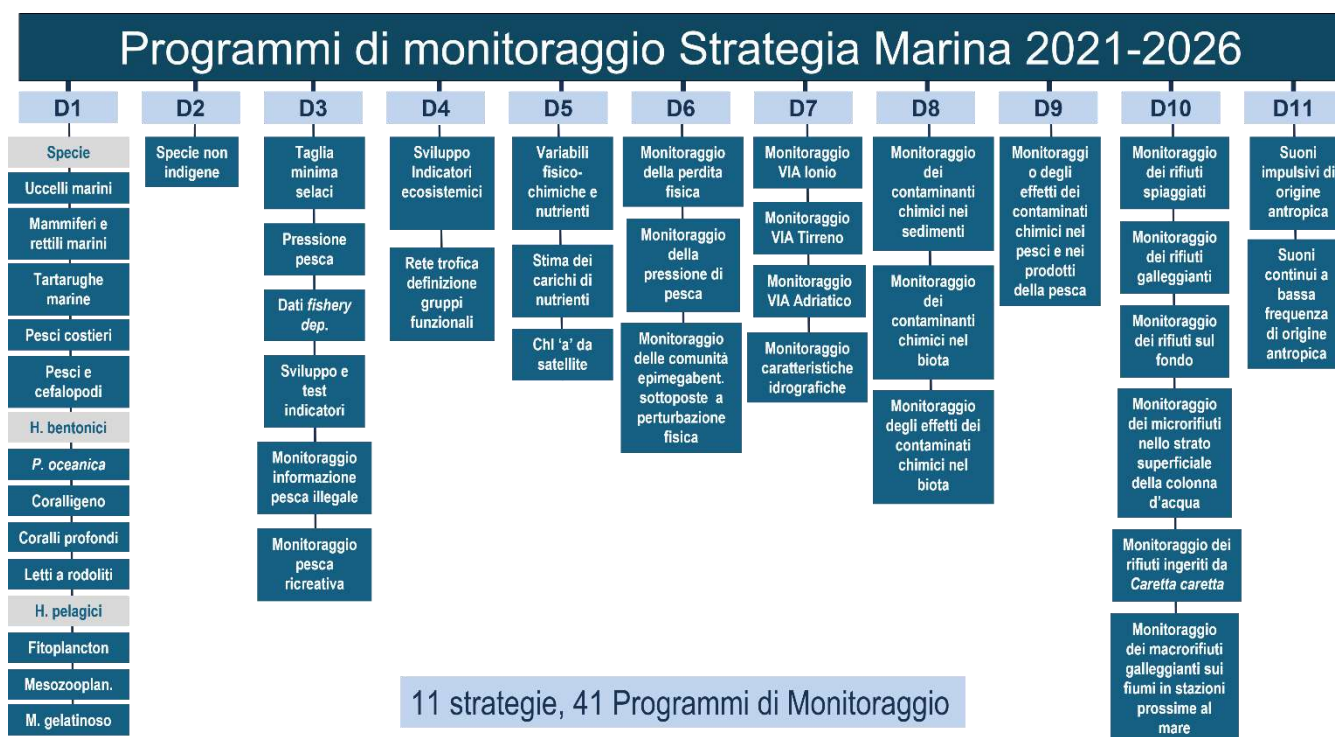 Programmi di monitoraggio Strategia Marina 2021-2026
D1
Specie
Uccelli marini
Mammiferi e
rettili marini
Tartarughe
marine
Pesci costieri
Pesci e
cefalopodi
H. bentonici
P. oceanica
Coralligeno
Coralli profondi
Letti a rodoliti
H. pelagici
Fitoplancton
Mesozooplan.
M. gelatinoso
D2
Specie non
indigene
D3
Taglia
minima
selaci
Pressione
pesca
Dati fishery
dep.
Sviluppo e
test
indicatori
Monitoraggio
informazione
pesca illegale
Monitoraggio
pesca
ricreativa
D4
Sviluppo
Indicatori
ecosistemici
Rete trofica
definizione
gruppi
funzionali
D5
Variabili
fisico-
chimiche e
nutrienti
Stima dei
carichi di
nutrienti
Chl ‘a’ da
satellite
D6
Monitoraggio
della perdita
fisica
Monitoraggio
della
pressione di
pesca
Monitoraggio
delle comunità
epimegabent.
sottoposte a
perturbazione
fisica
D7
Monitoraggio
VIA Ionio
Monitoraggio
VIA Tirreno
Monitoraggio
VIA Adriatico
Monitoraggio
caratteristiche
idrografiche
D8
Monitoraggio
dei
contaminanti
chimici nei
sedimenti
Monitoraggio
dei
contaminanti
chimici nel
biota
Monitoraggio
degli effetti dei
contaminati
chimici nel
biota
D9
Monitoraggi
o degli
effetti dei
contaminati
chimici nei
pesci e nei
prodotti
della pesca
D10
Monitoraggio
dei rifiuti
spiaggiati
Monitoraggio
dei rifiuti
galleggianti
Monitoraggio
dei rifiuti sul
fondo
Monitoraggio
dei microrifiuti
nello strato
superficiale
della colonna
d’acqua
Monitoraggio dei
rifiuti ingeriti da
Caretta caretta
Monitoraggio
dei macrorifiuti
galleggianti sui
fiumi in stazioni
prossime al
mare
D11
Suoni
impulsivi di
origine
antropica
Suoni
continui a
bassa
frequenza
di origine
antropica
11 strategie, 41 Programmi di Monitoraggio